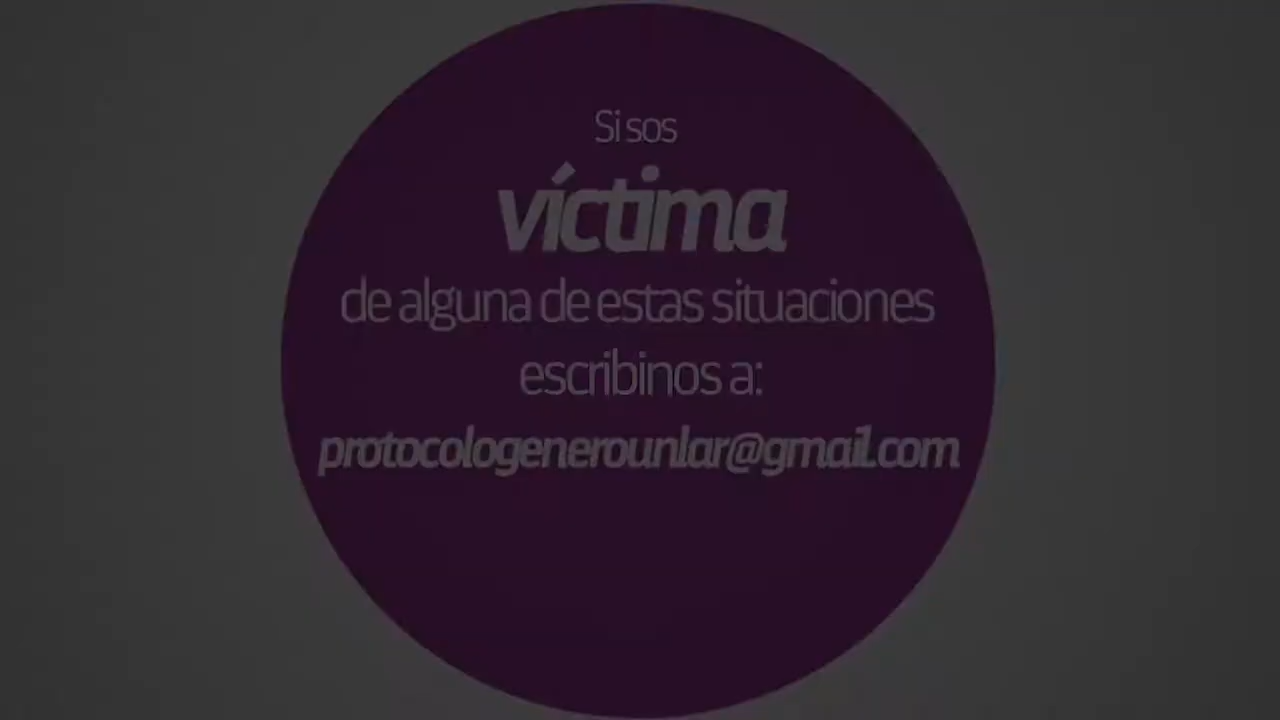 Si sos
víctima
de alguna de estas situaciones
escribinos a:
protocologenerounlar@gmail.com